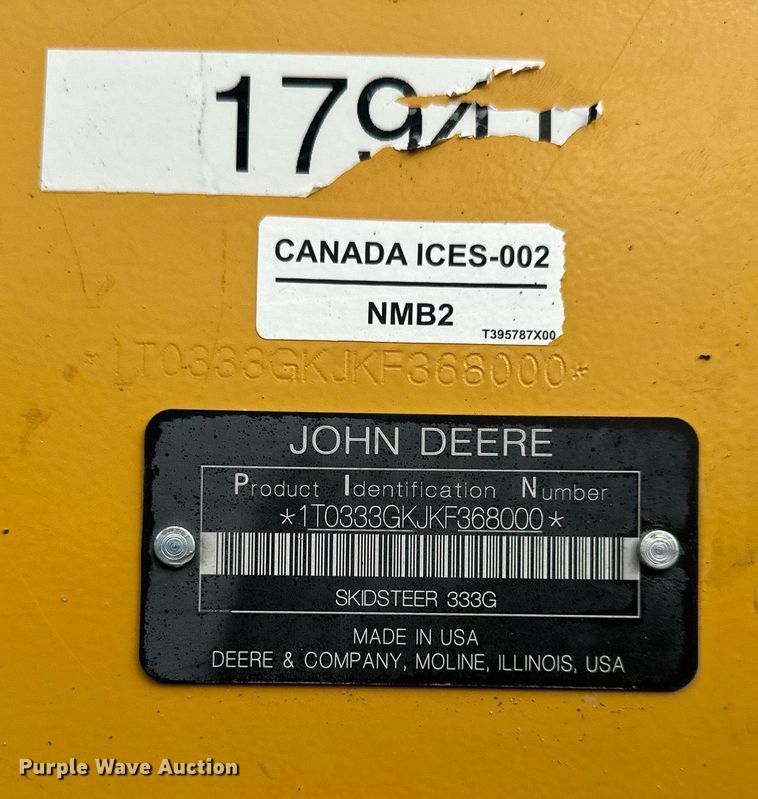 179
CANADA ICES-002
NMB2
T395787X00
*1T0333GKJKF368000*
JOHN DEERE
Product Identification Number
*1T0333GKJKF368000*
SKIDSTEER 333G
MADE IN USA
DEERE & COMPANY, MOLINE, ILLINOIS, USA
Purple Wave Auction